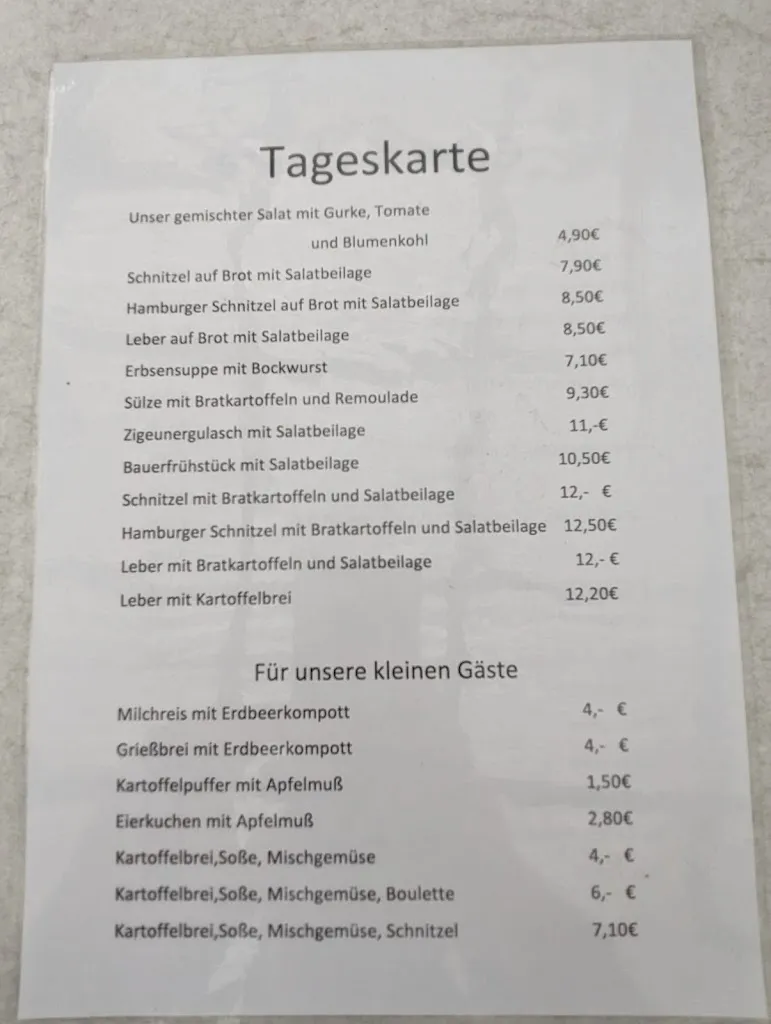 Tageskarte
Unser gemischter Salat mit Gurke, Tomate
und Blumenkohl 4,90€
Schnitzel auf Brot mit Salatbeilage 7,90€
Hamburger Schnitzel auf Brot mit Salatbeilage 8,50€
Leber auf Brot mit Salatbeilage 8,50€
Erbsensuppe mit Bockwurst 7,10€
Sülze mit Bratkartoffeln und Remoulade 9,30€
Zigeunergulasch mit Salatbeilage 11,-€
Bauerfrühstück mit Salatbeilage 10,50€
Schnitzel mit Bratkartoffeln und Salatbeilage 12,- €
Hamburger Schnitzel mit Bratkartoffeln und Salatbeilage 12,50€
Leber mit Bratkartoffeln und Salatbeilage 12,- €
Leber mit Kartoffelbrei 12,20€
Für unsere kleinen Gäste
Milchreis mit Erdbeerkompott 4,- €
Grießbrei mit Erdbeerkompott 4,- €
Kartoffelpuffer mit Apfelmuß 1,50€
Eierkuchen mit Apfelmuß 2,80€
Kartoffelbrei,Soße, Mischgemüse 4,- €
Kartoffelbrei,Soße, Mischgemüse, Boulette 6,- €
Kartoffelbrei,Soße, Mischgemüse, Schnitzel 7,10€